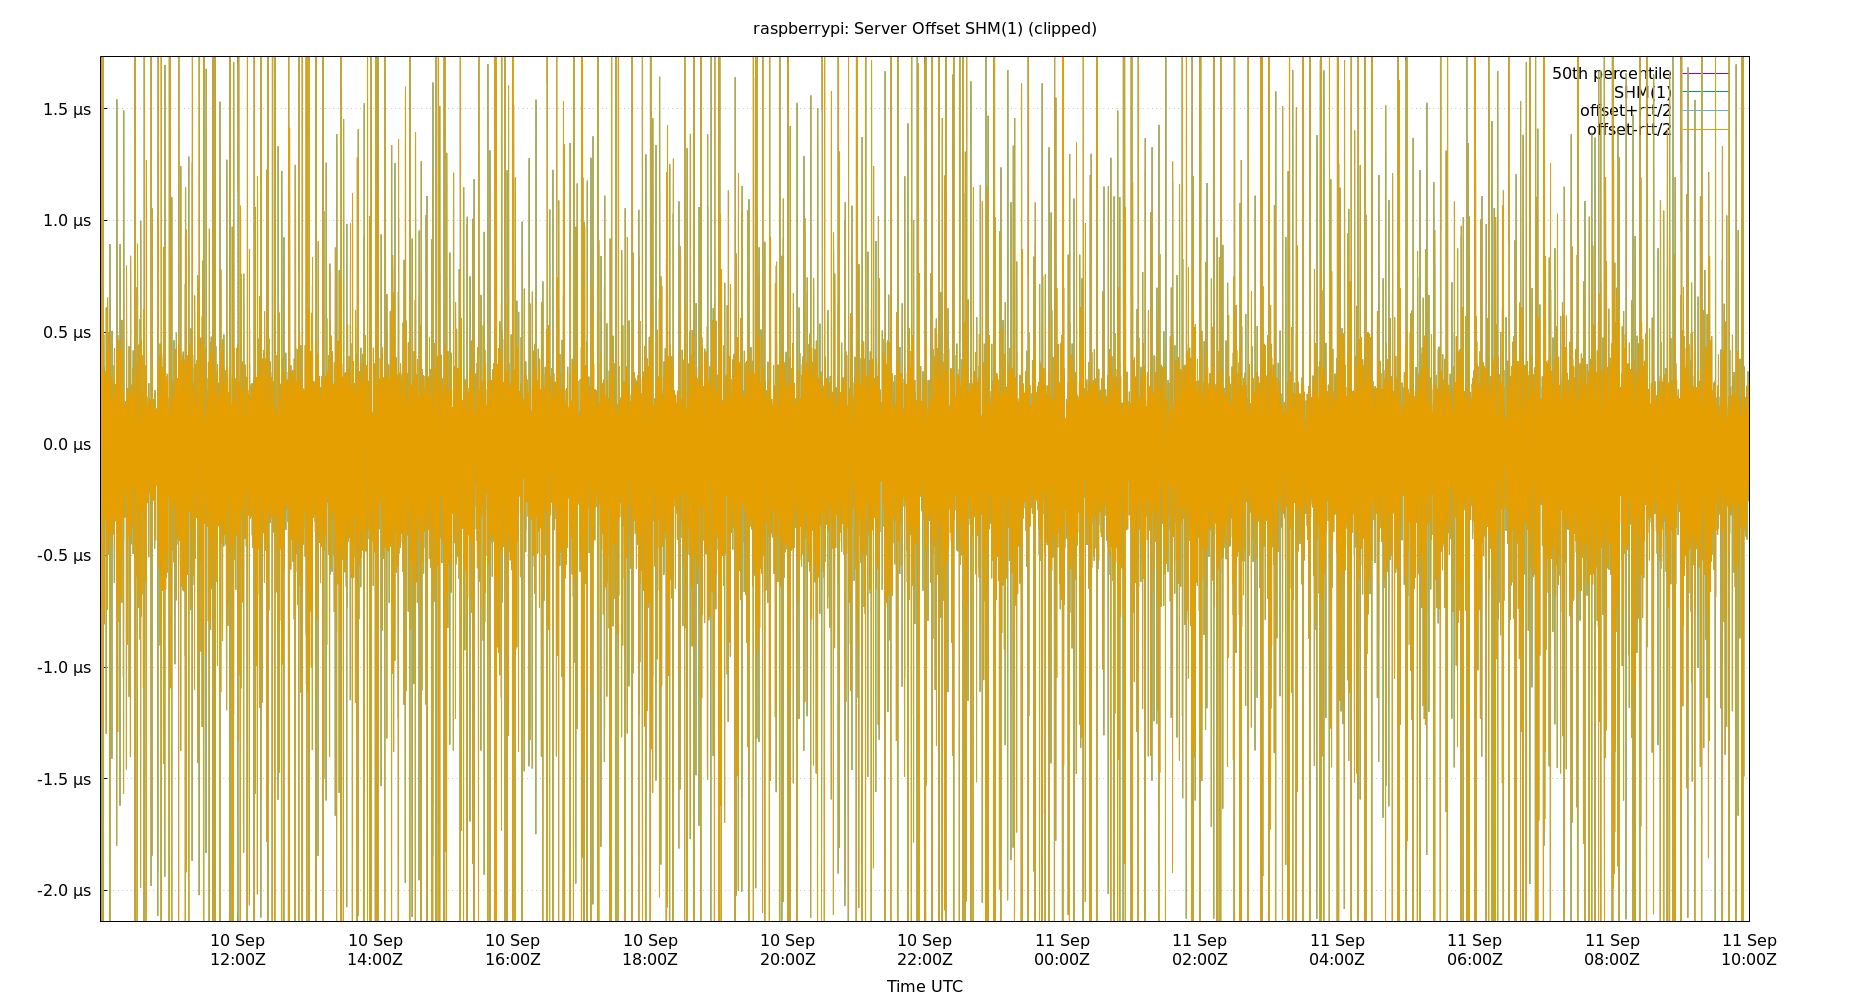 raspberrypi: Server Offset SHM(1) (clipped)
50th percentile
SHM(1)
offset+rtt/2
offset-rtt/2
1.5 μs
1.0 μs
0.5 μs
0.0 μs
-0.5 μs
-1.0 μs
-1.5 μs
-2.0 μs
10 Sep 10 Sep 10 Sep 10 Sep 10 Sep 10 Sep 11 Sep 11 Sep 11 Sep 11 Sep 11 Sep 11 Sep
12:00Z 14:00Z 16:00Z 18:00Z 20:00Z 22:00Z 00:00Z 02:00Z 04:00Z 06:00Z 08:00Z 10:00Z
Time UTC